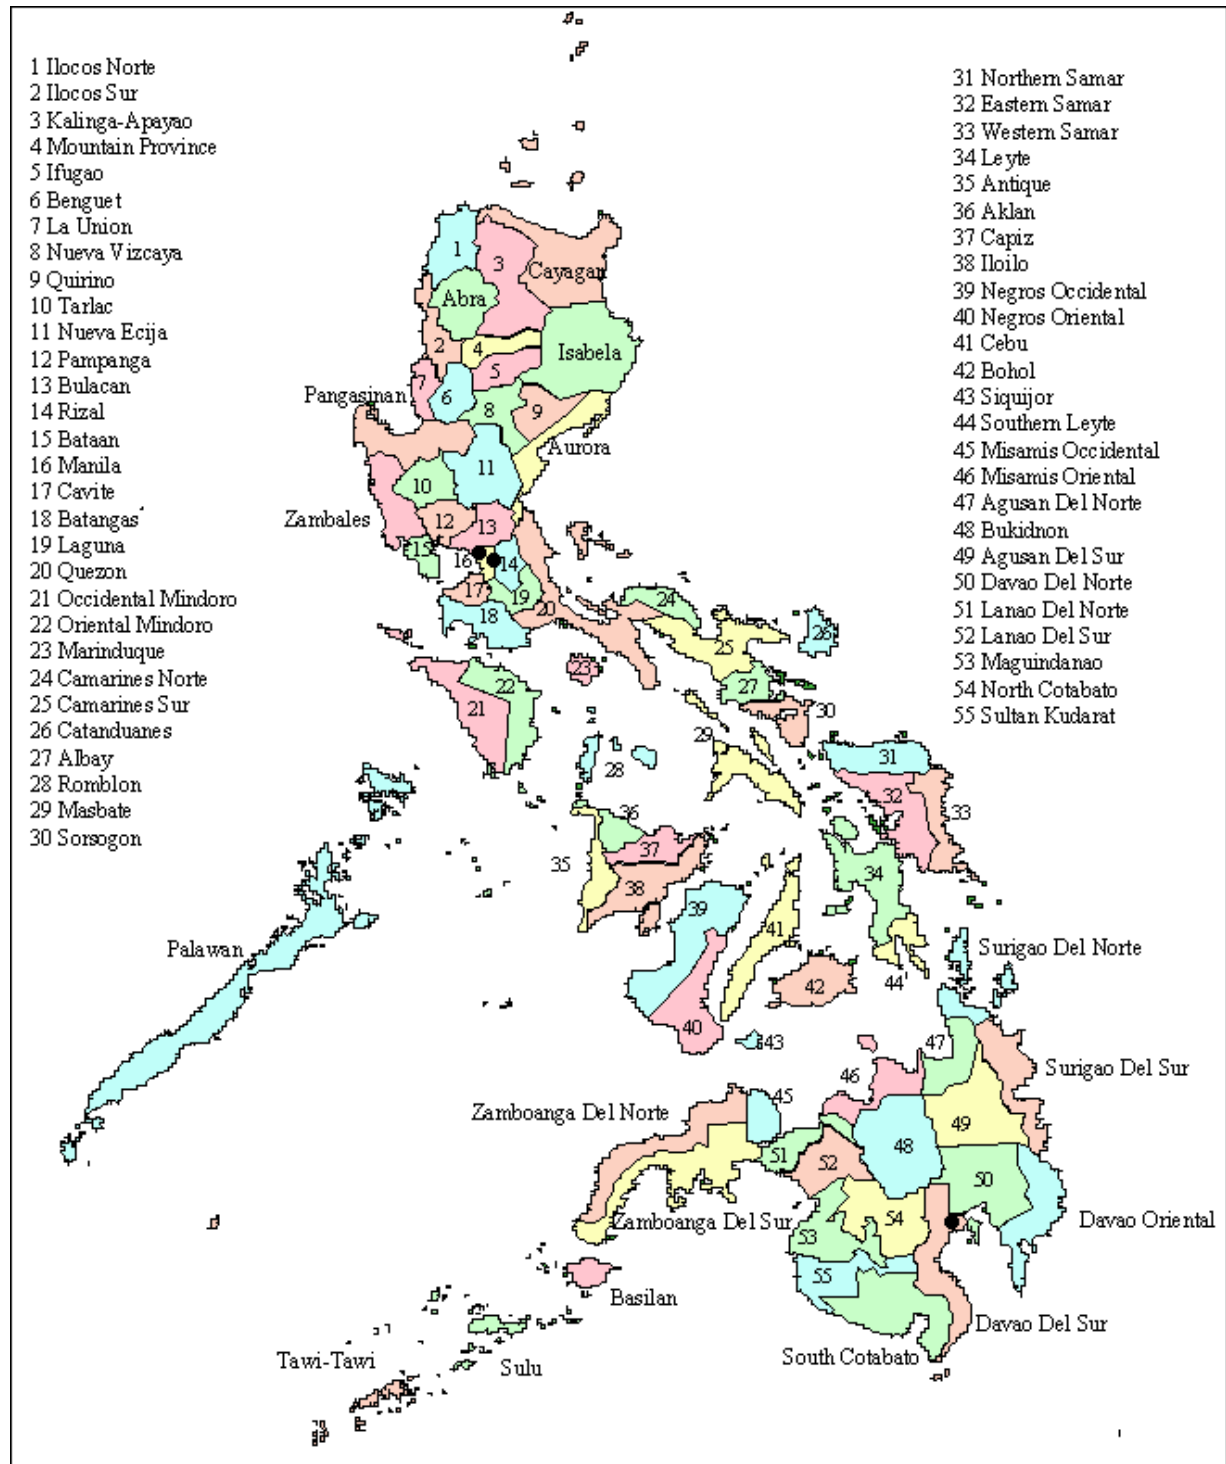 1 Ilocos Norte
2 Ilocos Sur
3 Kalinga-Apayao
4 Mountain Province
5 Ifugao
6 Benguet
7 La Union
8 Nueva Vizcaya
9 Quirino
10 Tarlac
11 Nueva Ecija
12 Pampanga
13 Bulacan
14 Rizal
15 Bataan
16 Manila
17 Cavite
18 Batangas
19 Laguna
20 Quezon
21 Occidental Mindoro
22 Oriental Mindoro
23 Marinduque
24 Camarines Norte
25 Camarines Sur
26 Catanduanes
27 Albay
28 Romblon
29 Masbate
30 Sorsogon
31 Northern Samar
32 Eastern Samar
33 Western Samar
34 Leyte
35 Antique
36 Aklan
37 Capiz
38 Iloilo
39 Negros Occidental
40 Negros Oriental
41 Cebu
42 Bohol
43 Siquijor
44 Southern Leyte
45 Misamis Occidental
46 Misamis Oriental
47 Agusan Del Norte
48 Bukidnon
49 Agusan Del Sur
50 Davao Del Norte
51 Lanao Del Norte
52 Lanao Del Sur
53 Maguindanao
54 North Cotabato
55 Sultan Kudarat
1
3
Cayagan
Abra
2
4
Isabela
5
7
6
Pangasinan
8
9
Aurora
11
10
Zambales
12
13
15
16
14
17
19
18
20
24
23
25
26
22
27
21
30
29
28
31
32
33
36
35
37
38
34
39
41
Palawan
Surigao Del Norte
44
42
40
43
47
46
Surigao Del Sur
45
Zamboanga Del Norte
49
48
51
52
50
Zamboanga Del Sur
54
Davao Oriental
53
55
Basilan
Davao Del Sur
South Cotabato
Tawi-Tawi
Sulu